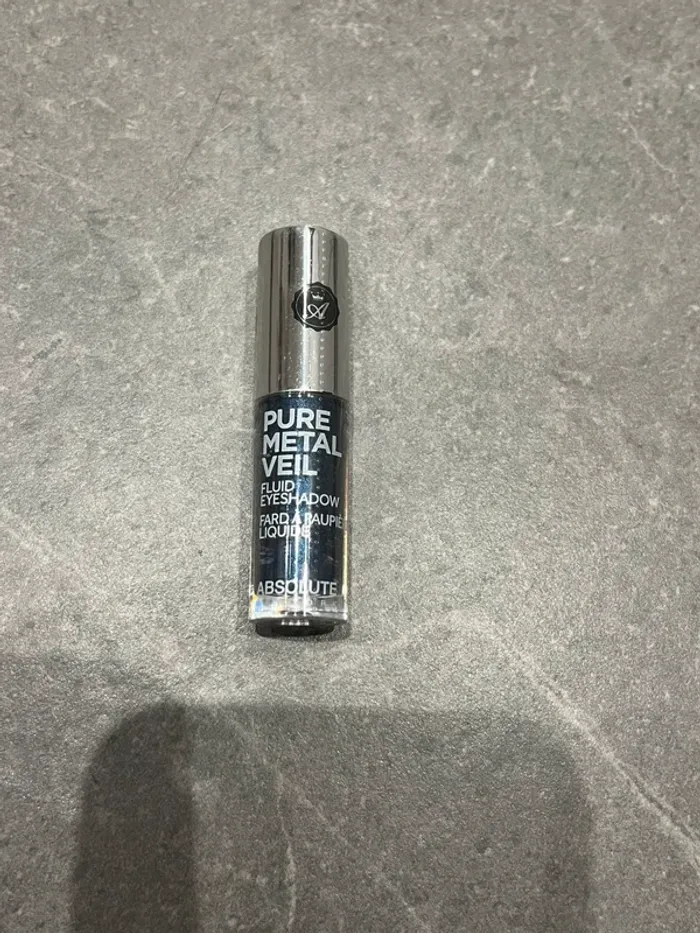 A
PURE
METAL
VEIL
FLUID
EYESHADOW
FARD À PAUPIÈ
LIQUIDE
ABSOLUTE